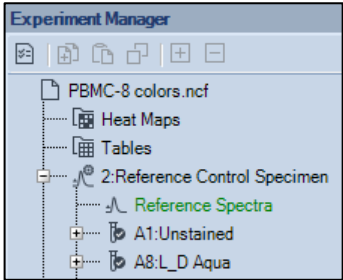 Experiment Manager
PBMC-8 colors.ncf
Heat Maps
Tables
2:Reference Control Specimen
Reference Spectra
A1:Unstained
A8:L_D Aqua